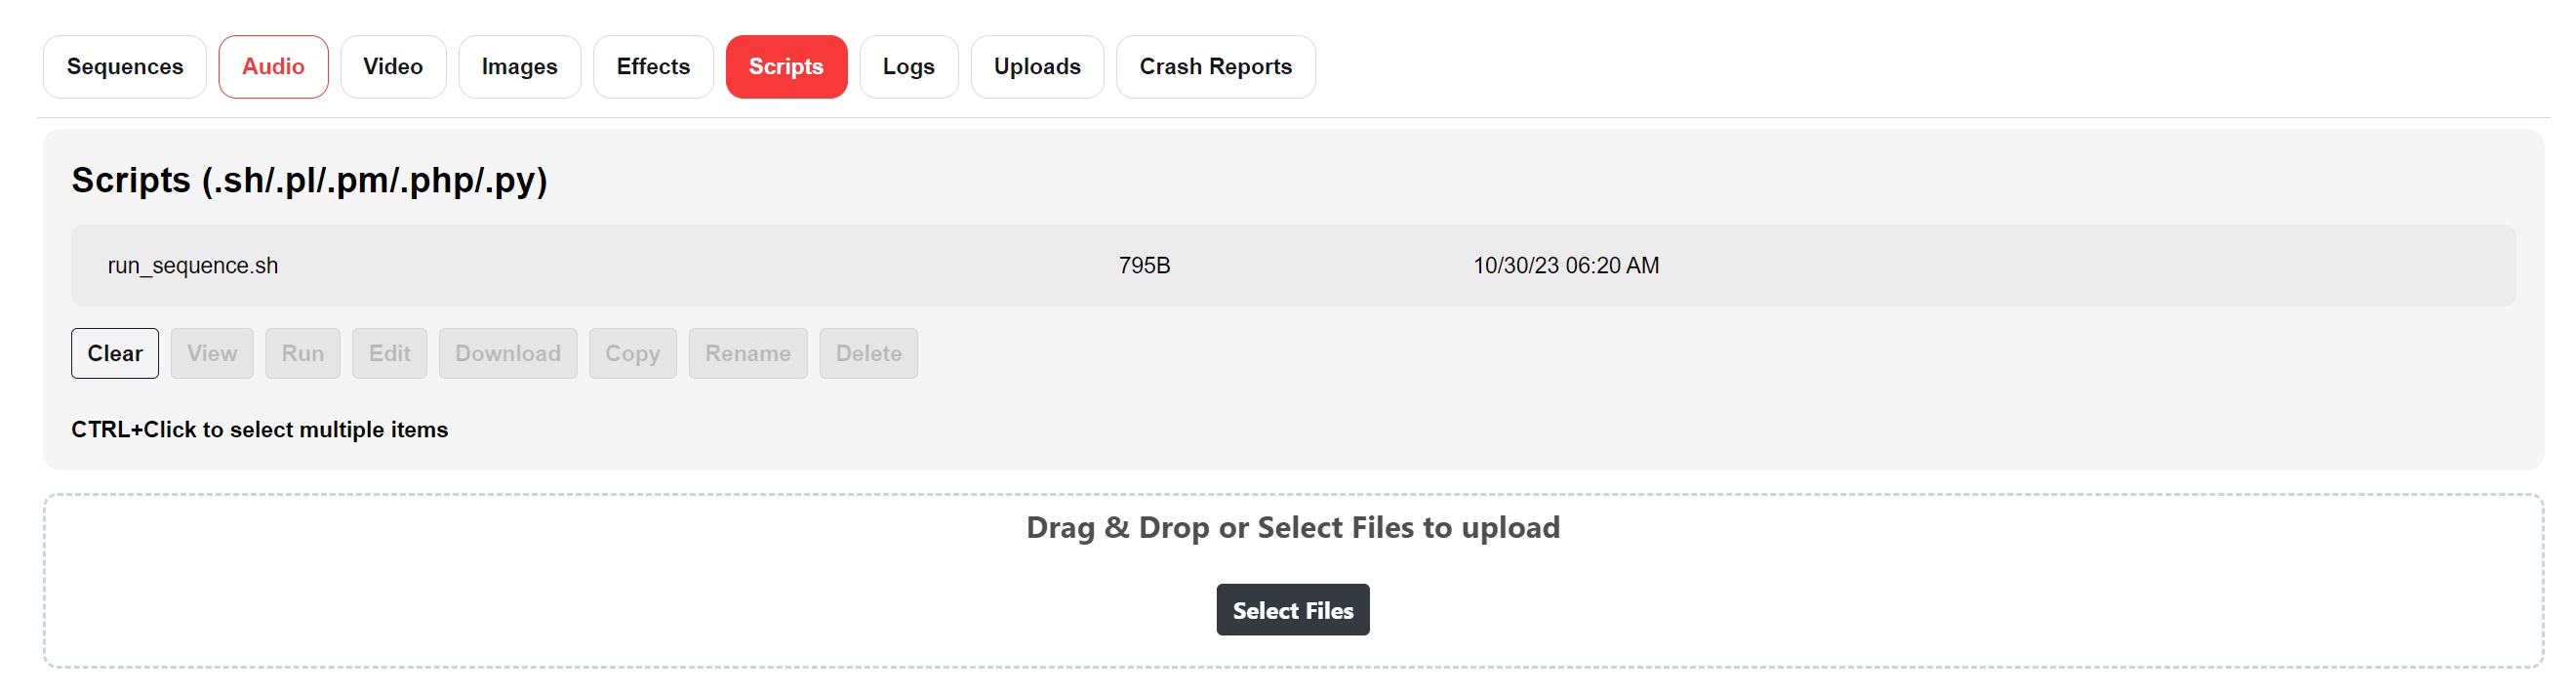 Sequences Audio Video Images Effects Scripts Logs Uploads Crash Reports
Scripts (.sh/.pl/.pm/.php/.py)
run_sequence.sh 795B 10/30/23 06:20 AM
Clear View Run Edit Download Copy Rename Delete
CTRL+Click to select multiple items
Drag & Drop or Select Files to upload
Select Files